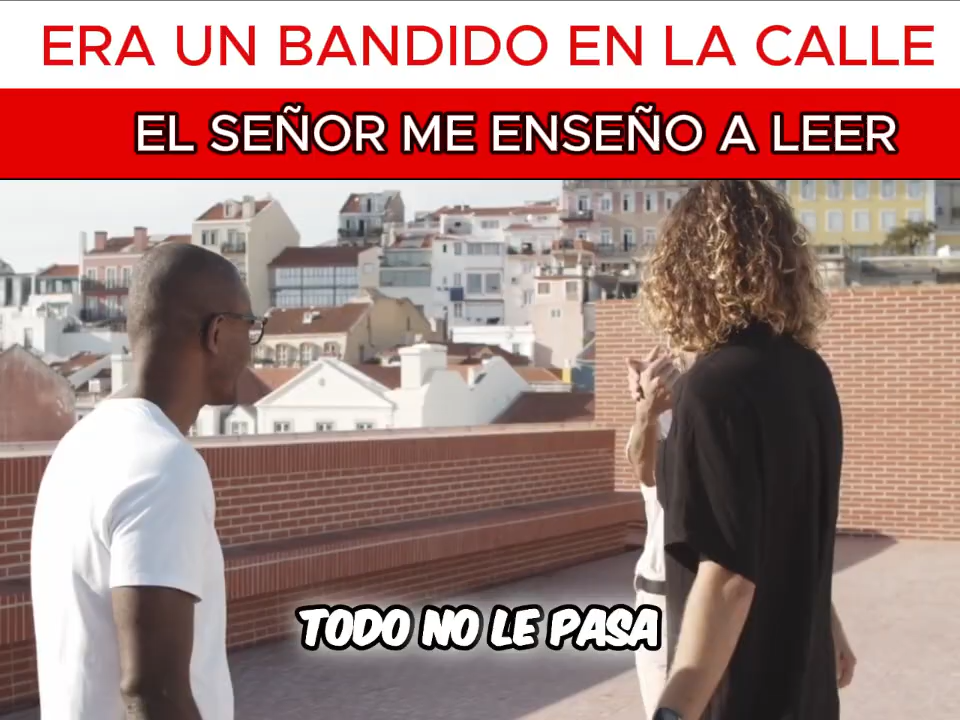 ERA UN BANDIDO EN LA CALLE
EL SEÑOR ME ENSEÑO A LEER
TODO NO LE PASA